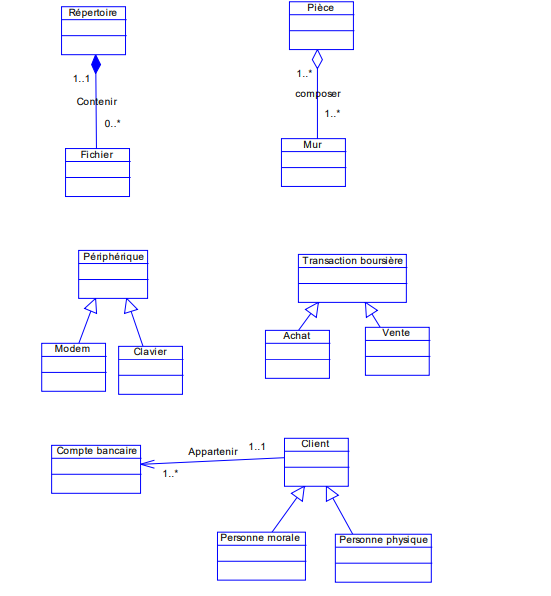 Répertoire
1..1
Contenir
0..*
Fichier
Pièce
1..*
composer
1..*
Mur
Périphérique
Modem
Clavier
Transaction boursière
Achat
Vente
Compte bancaire
Appartenir
1..1
1..*
Client
Personne morale
Personne physique